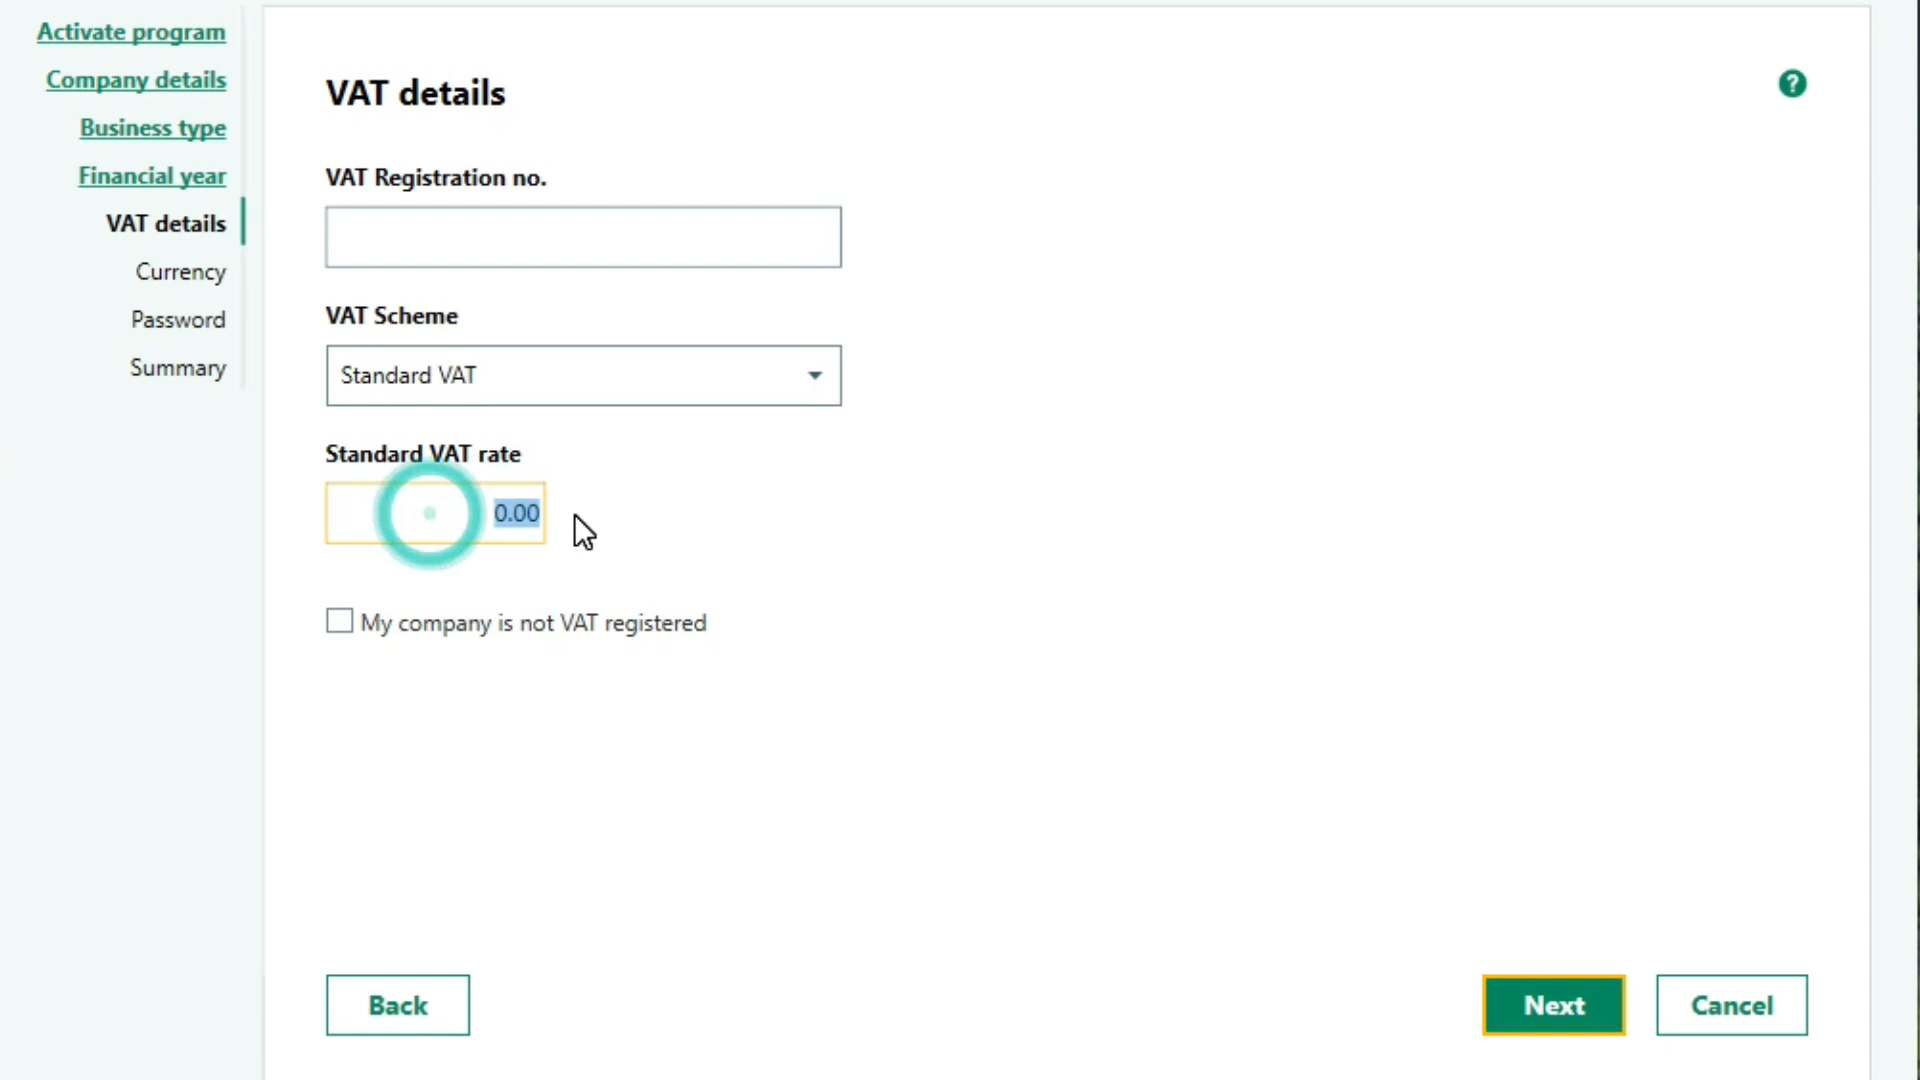 Activate program
Company details
Business type
Financial year
VAT details
Currency
Password
Summary
VAT details
?
VAT Registration no.
VAT Scheme
Standard VAT
Standard VAT rate
0.00
My company is not VAT registered
Back
Next
Cancel